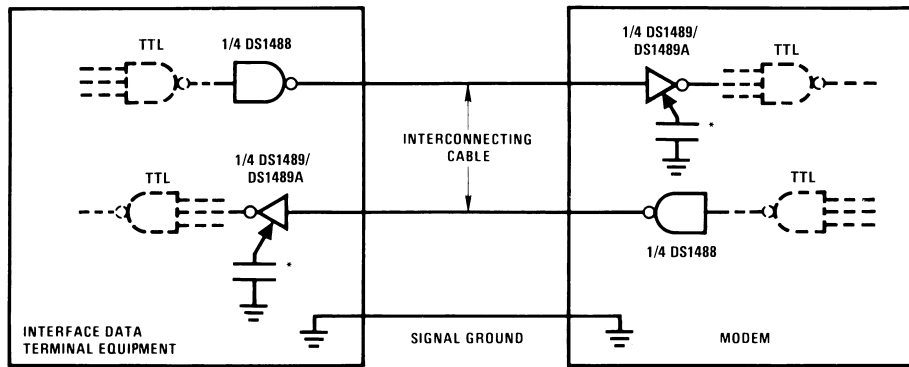 TTL
1/4 DS1488
1/4 DS1489/
DS1489A
TTL
*
INTERCONNECTING
CABLE
TTL
1/4 DS1489/
DS1489A
*
TTL
1/4 DS1488
INTERFACE DATA
TERMINAL EQUIPMENT
SIGNAL GROUND
MODEM